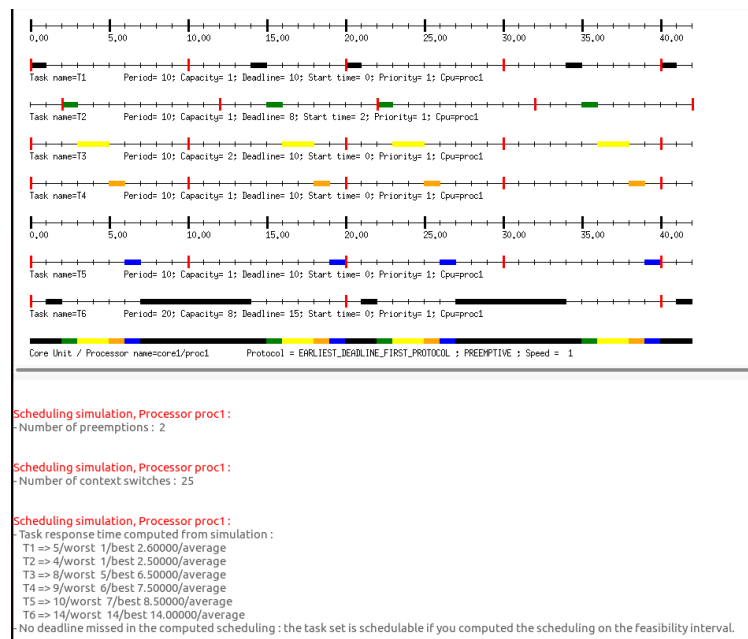 0,00 5,00 10,00 15,00 20,00 25,00 30,00 35,00 40,00
Task name=T1 Period= 10; Capacity= 1; Deadline= 10; Start time= 0; Priority= 1; Cpu=proc1
Task name=T2 Period= 10; Capacity= 1; Deadline= 8; Start time= 2; Priority= 1; Cpu=proc1
Task name=T3 Period= 10; Capacity= 2; Deadline= 10; Start time= 0; Priority= 1; Cpu=proc1
Task name=T4 Period= 10; Capacity= 1; Deadline= 10; Start time= 0; Priority= 1; Cpu=proc1
0,00 5,00 10,00 15,00 20,00 25,00 30,00 35,00 40,00
Task name=T5 Period= 10; Capacity= 1; Deadline= 10; Start time= 0; Priority= 1; Cpu=proc1
Task name=T6 Period= 20; Capacity= 8; Deadline= 15; Start time= 0; Priority= 1; Cpu=proc1
Core Unit / Processor name=core1/proc1 Protocol = EARLIEST_DEADLINE_FIRST_PROTOCOL ; PREEMPTIVE ; Speed = 1
Scheduling simulation, Processor proc1 :
- Number of preemptions : 2
Scheduling simulation, Processor proc1 :
- Number of context switches : 25
Scheduling simulation, Processor proc1 :
- Task response time computed from simulation :
T1 => 5/worst 1/best 2.60000/average
T2 => 4/worst 1/best 2.50000/average
T3 => 8/worst 5/best 6.50000/average
T4 => 9/worst 6/best 7.50000/average
T5 => 10/worst 7/best 8.50000/average
T6 => 14/worst 14/best 14.00000/average
- No deadline missed in the computed scheduling : the task set is schedulable if you computed the scheduling on the feasibility interval.